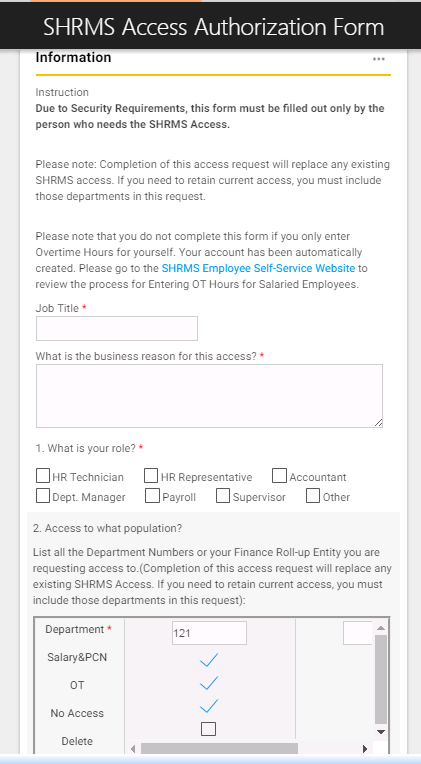 SHRMS Access Authorization Form
Information
Instruction
Due to Security Requirements, this form must be filled out only by the
person who needs the SHRMS Access.
Please note: Completion of this access request will replace any existing
SHRMS access. If you need to retain current access, you must include
those departments in this request.
Please note that you do not complete this form if you only enter
Overtime Hours for yourself. Your account has been automatically
created. Please go to the SHRMS Employee Self-Service Website to
review the process for Entering OT Hours for Salaried Employees.
Job Title *
What is the business reason for this access? *
1. What is your role? *
HR Technician HR Representative Accountant
Dept. Manager Payroll Supervisor Other
2. Access to what population?
List all the Department Numbers or your Finance Roll-up Entity you are
requesting access to.(Completion of this access request will replace any
existing SHRMS Access. If you need to retain current access, you must
include those departments in this request):
Department * 121
Salary&PCN
OT
No Access
Delete